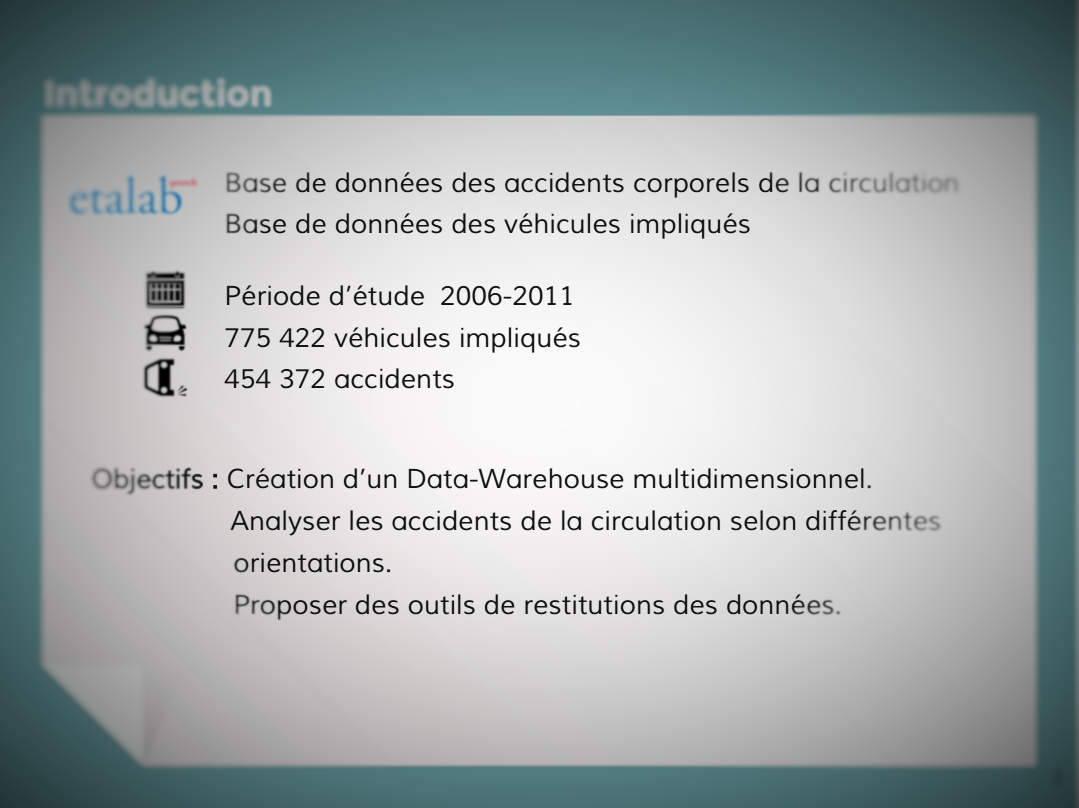 Introduction
etalab
Base de données des accidents corporels de la circulation
Base de données des véhicules impliqués
Période d’étude 2006-2011
775 422 véhicules impliqués
454 372 accidents
Objectifs : Création d’un Data-Warehouse multidimensionnel.
Analyser les accidents de la circulation selon différentes
orientations.
Proposer des outils de restitutions des données.